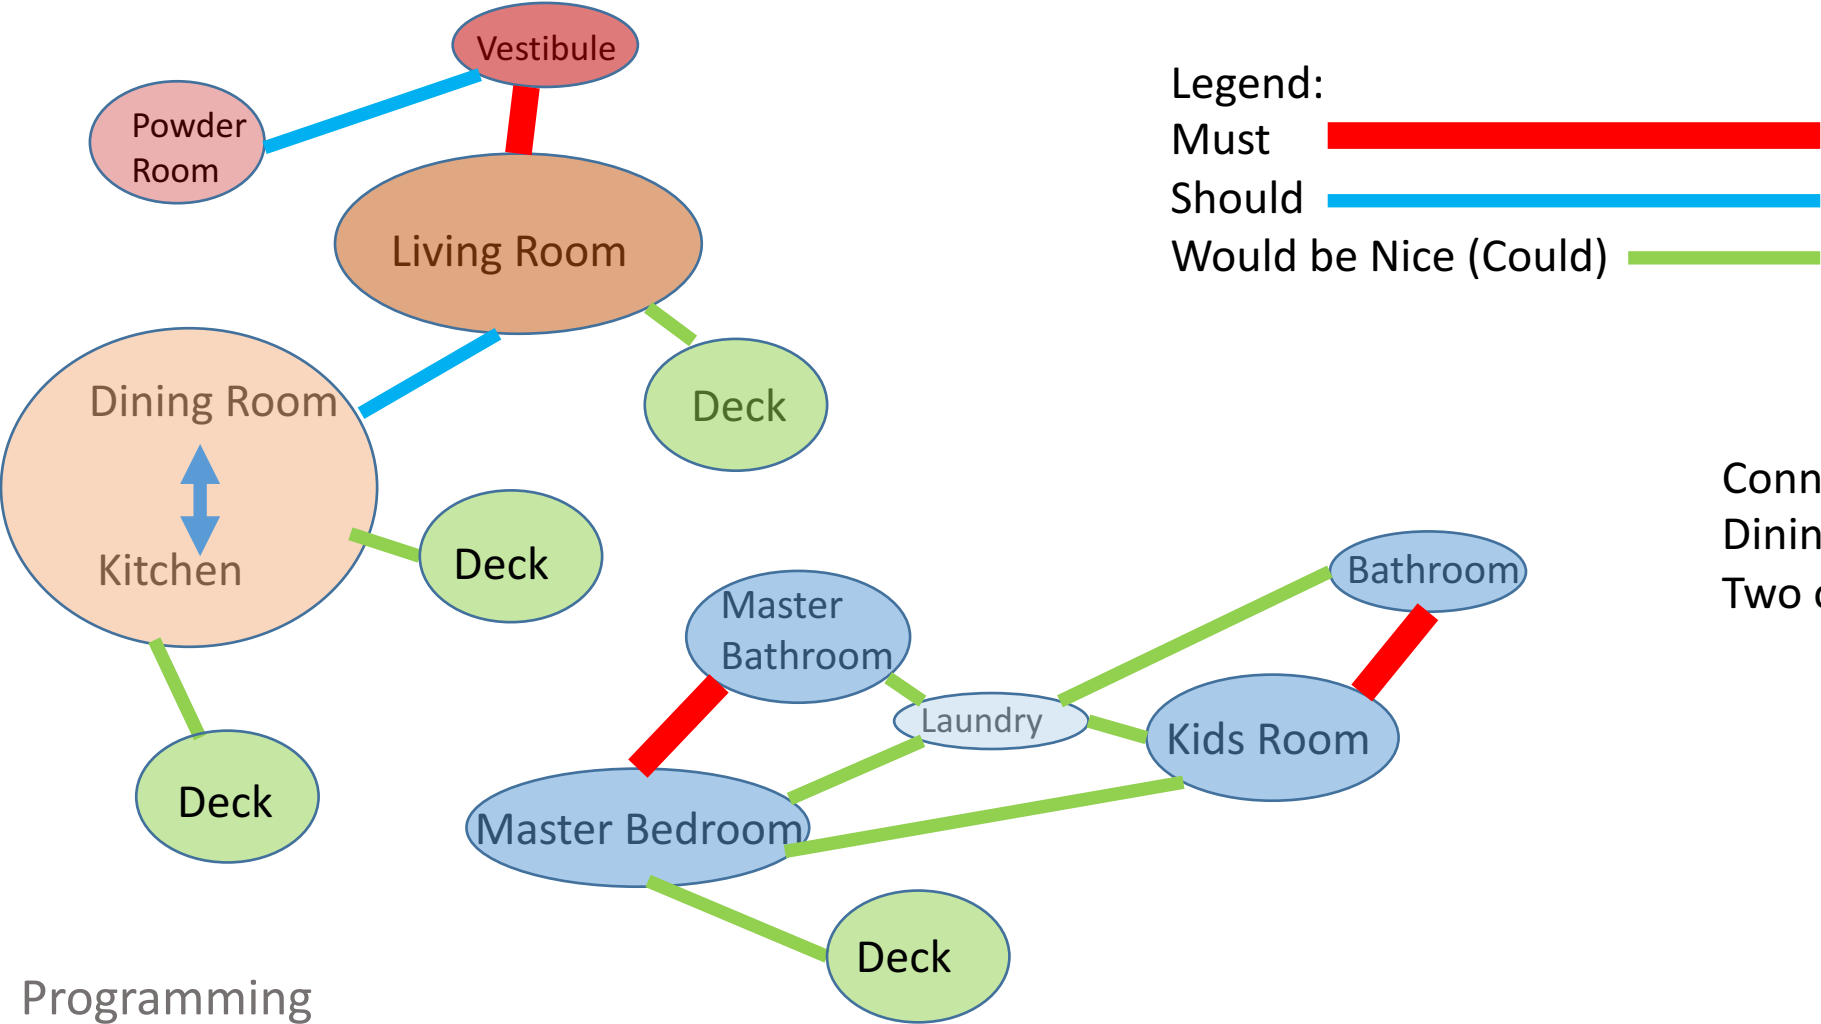 Vestibule
Powder
Room
Living Room
Dining Room
Kitchen
Deck
Deck
Deck
Master
Bathroom
Laundry
Bathroom
Kids Room
Master Bedroom
Deck
Legend:
Must
Should
Would be Nice (Could)
Conn
Dinin
Two
Programming